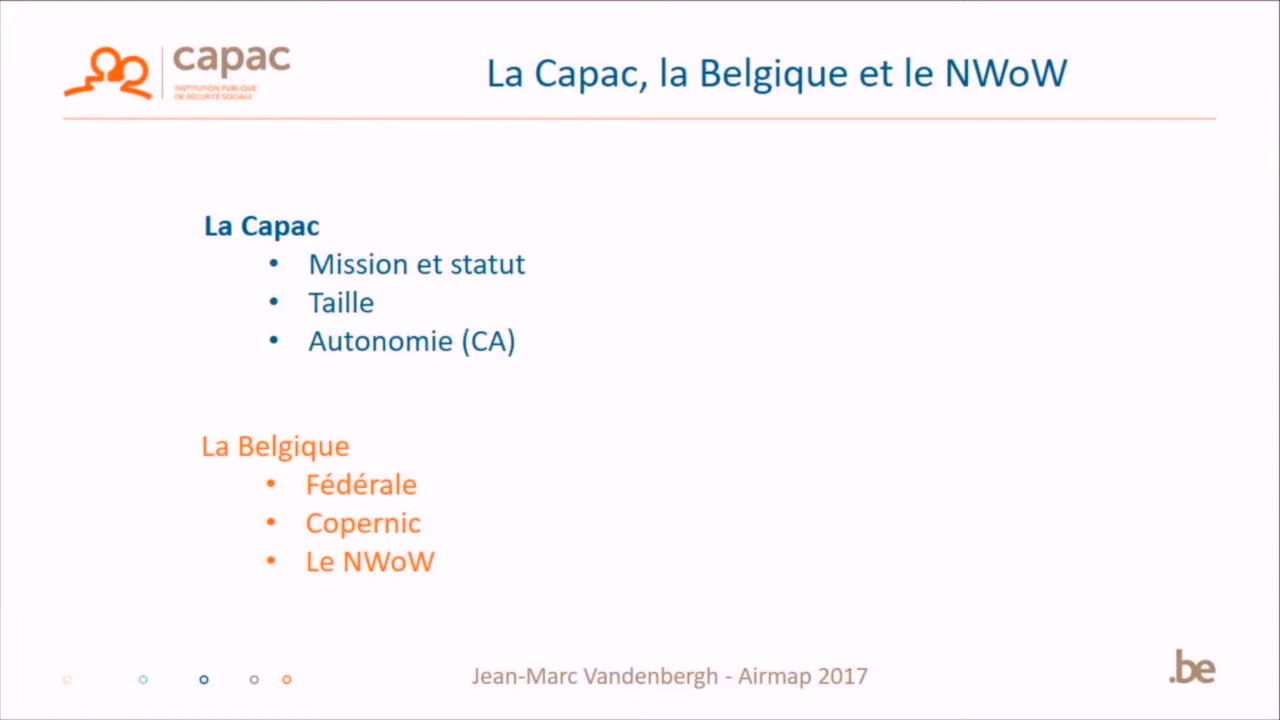 capac
INSTITUTION PUBLIQUE
DE SÉCURITÉ SOCIALE
La Capac, la Belgique et le NWoW
La Capac
• Mission et statut
• Taille
• Autonomie (CA)
La Belgique
• Fédérale
• Copernic
• Le NWoW
Jean-Marc Vandenbergh - Airmap 2017
.be